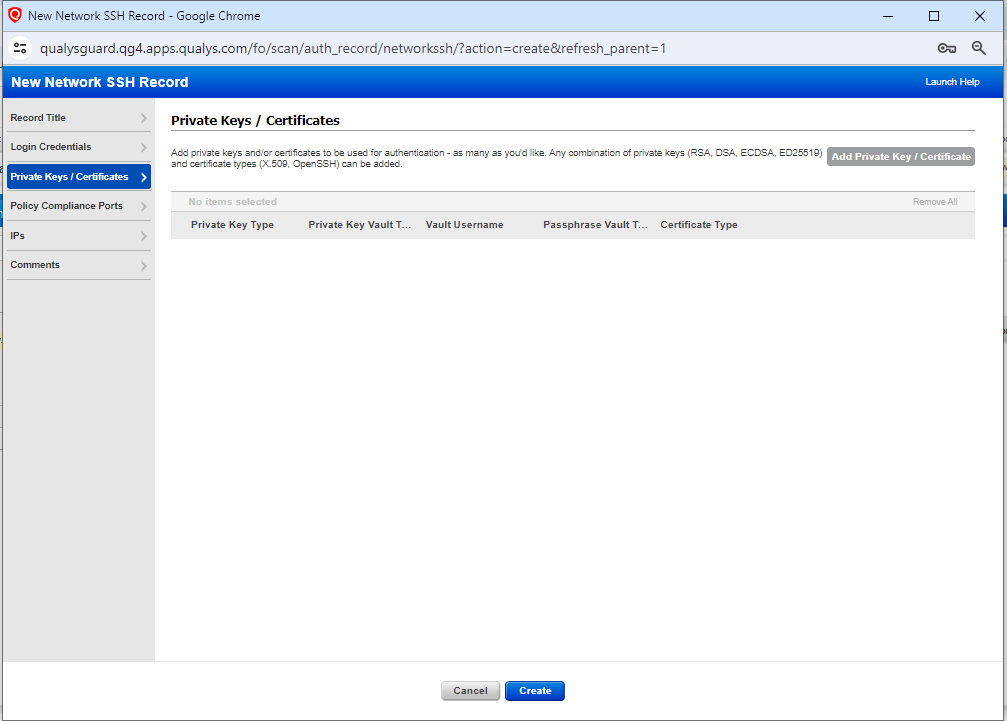 New Network SSH Record - Google Chrome
qualysguard.qg4.apps.qualys.com/fo/scan/auth_record/networkssh/?action=create&refresh_parent=1
New Network SSH Record
Launch Help
Record Title
Login Credentials
Private Keys / Certificates
Policy Compliance Ports
IPs
Comments
Private Keys / Certificates
Add private keys and/or certificates to be used for authentication - as many as you'd like. Any combination of private keys (RSA, DSA, ECDSA, ED25519)
and certificate types (X.509, OpenSSH) can be added.
Add Private Key / Certificate
No items selected
Remove All
Private Key Type Private Key Vault T... Vault Username Passphrase Vault T... Certificate Type
Cancel Create